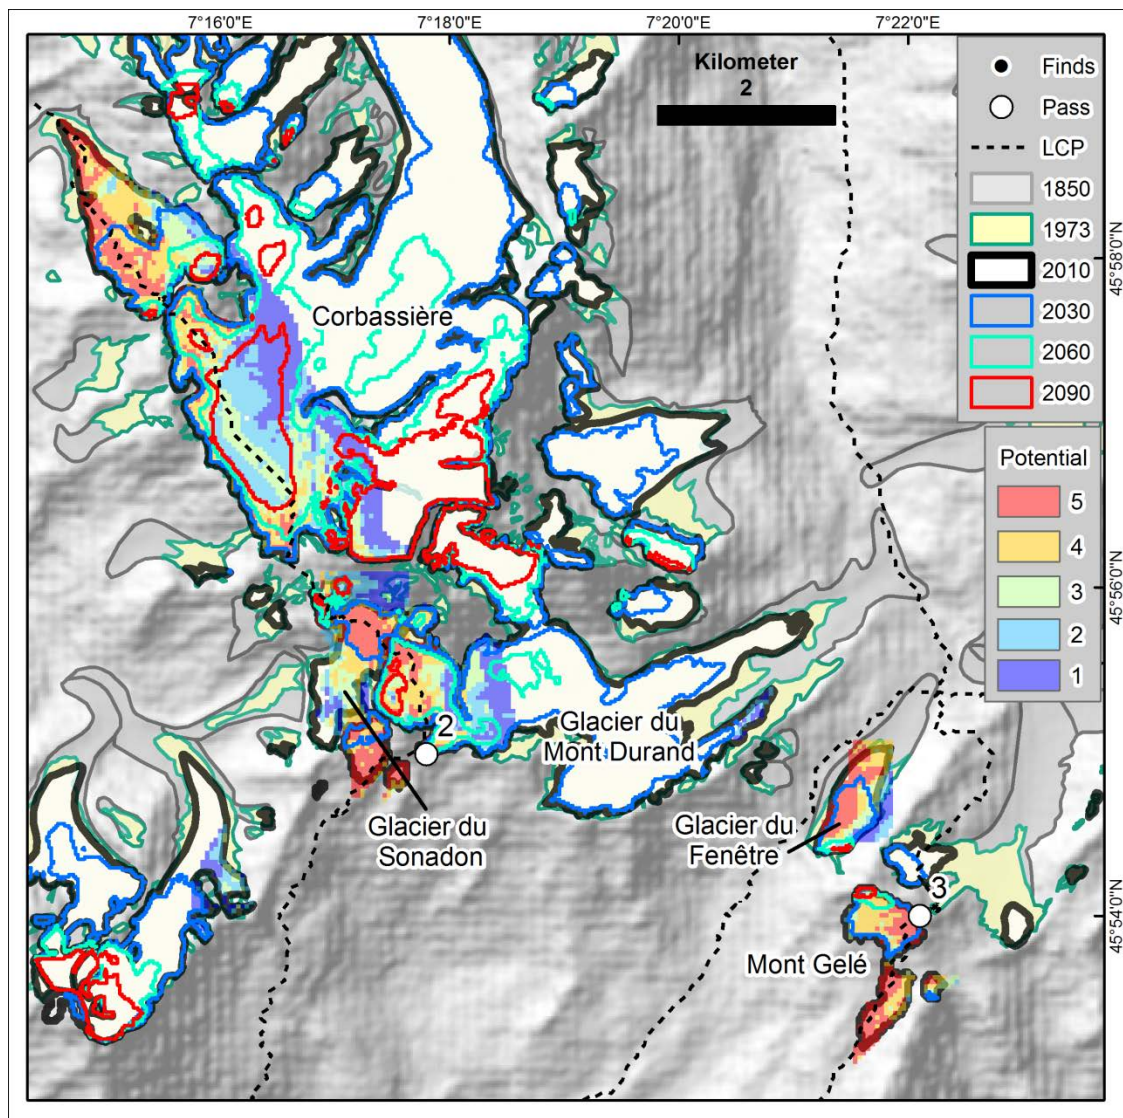 7°16'0"E
7°18'0"E
7°20'0"E
7°22'0"E
Kilometer
2
Finds
Pass
LCP
1850
1973
2010
2030
2060
2090
45°58'0"N
Corbassière
Potential
5
4
3
2
1
45°56'0"N
2
Glacier du
Mont Durand
Glacier du
Sonadon
Glacier du
Fenêtre
3
45°54'0"N
Mont Gelé